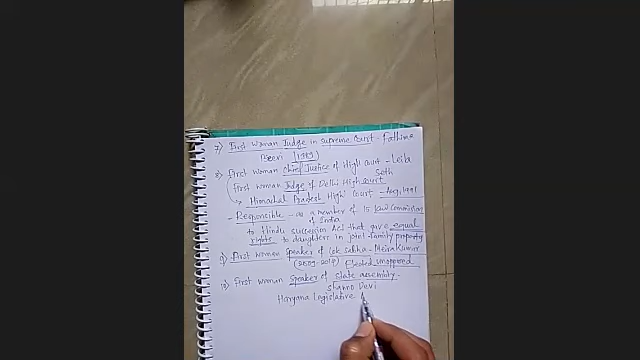 7) First Woman Judge in Supreme Court - Fathima
Beevi (1989)
8) First Woman Chief Justice of High Court - Leila
Seth
First woman Judge of Delhi High court
Himachal Pradesh High Court - Aug, 1991
Responsible - as a member of 15 Law Commission
of India
to Hindu succession Act that gave equal
rights to daughters in joint family property
9) First Women Speaker of Lok Sabha - Meira Kumar
(2009-2014) Elected unopposed
10) First Women Speaker of State Assembly -
Shanno Devi
Haryana Legislative A